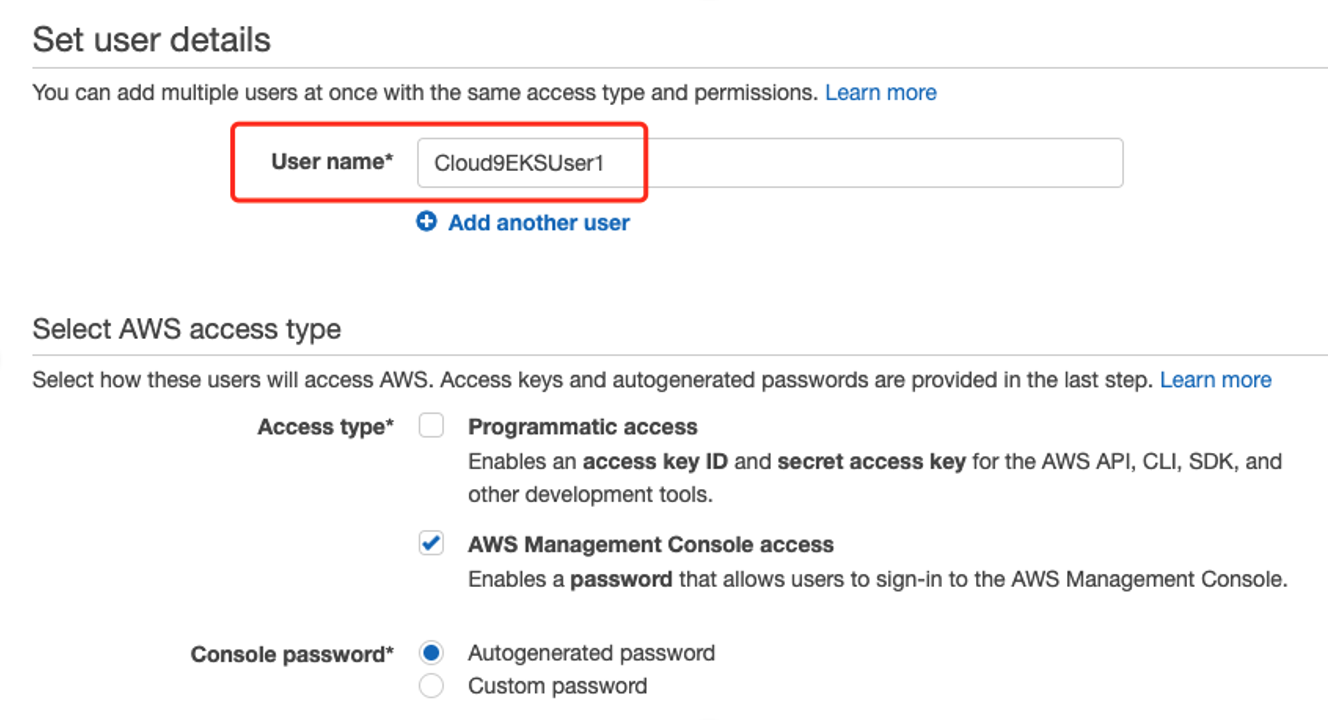 Set user details
You can add multiple users at once with the same access type and permissions. Learn more
User name* Cloud9EKSUser1
Add another user
Select AWS access type
Select how these users will access AWS. Access keys and autogenerated passwords are provided in the last step. Learn more
Access type* Programmatic access
Enables an access key ID and secret access key for the AWS API, CLI, SDK, and
other development tools.
AWS Management Console access
Enables a password that allows users to sign-in to the AWS Management Console.
Console password* Autogenerated password
Custom password